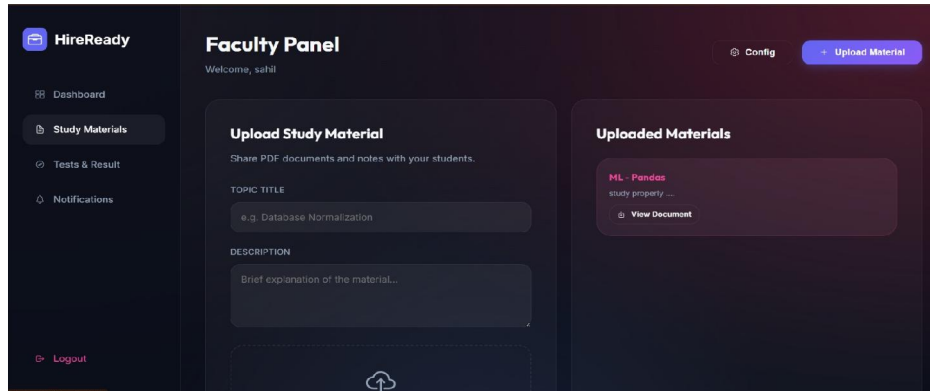 HireReady
Dashboard
Study Materials
Tests & Result
Notifications
Logout
Faculty Panel
Welcome, sahil
Config
+ Upload Material
Upload Study Material
Share PDF documents and notes with your students.
TOPIC TITLE
e.g. Database Normalization
DESCRIPTION
Brief explanation of the material...
Uploaded Materials
ML - Pandas
study properly ....
View Document